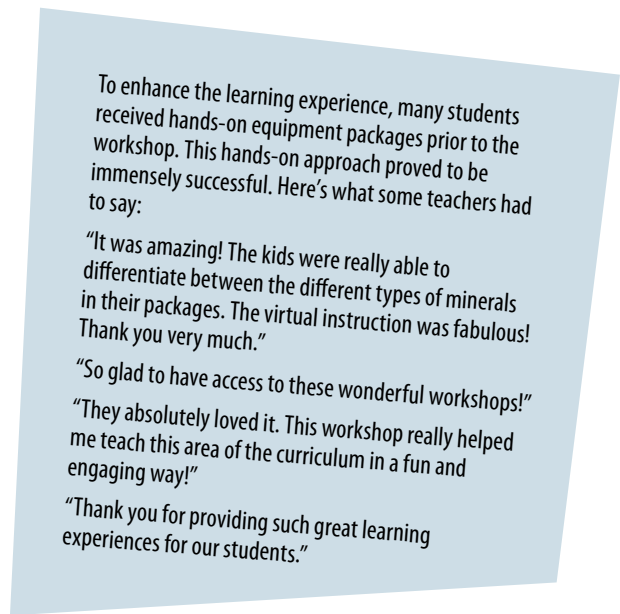 To enhance the learning experience, many students
received hands-on equipment packages prior to the
workshop. This hands-on approach proved to be
immensely successful. Here’s what some teachers had
to say:
“It was amazing! The kids were really able to
differentiate between the different types of minerals
in their packages. The virtual instruction was fabulous!
Thank you very much.”
“So glad to have access to these wonderful workshops!”
“They absolutely loved it. This workshop really helped
me teach this area of the curriculum in a fun and
engaging way!”
“Thank you for providing such great learning
experiences for our students.”